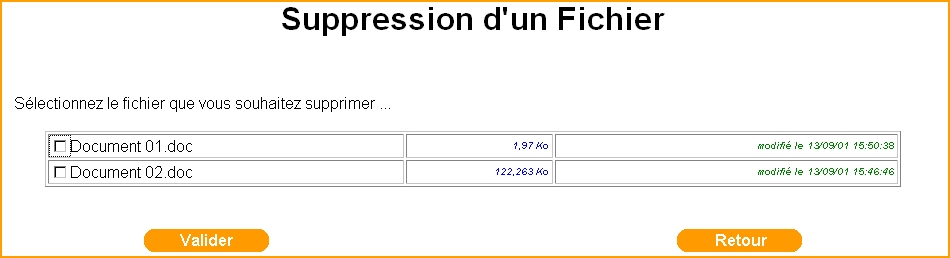 Suppression d'un Fichier
Sélectionnez le fichier que vous souhaitez supprimer ...
Document 01.doc 1,97 Ko modifié le 13/09/01 15:50:38
Document 02.doc 122,263 Ko modifié le 13/09/01 15:46:46
Valider Retour